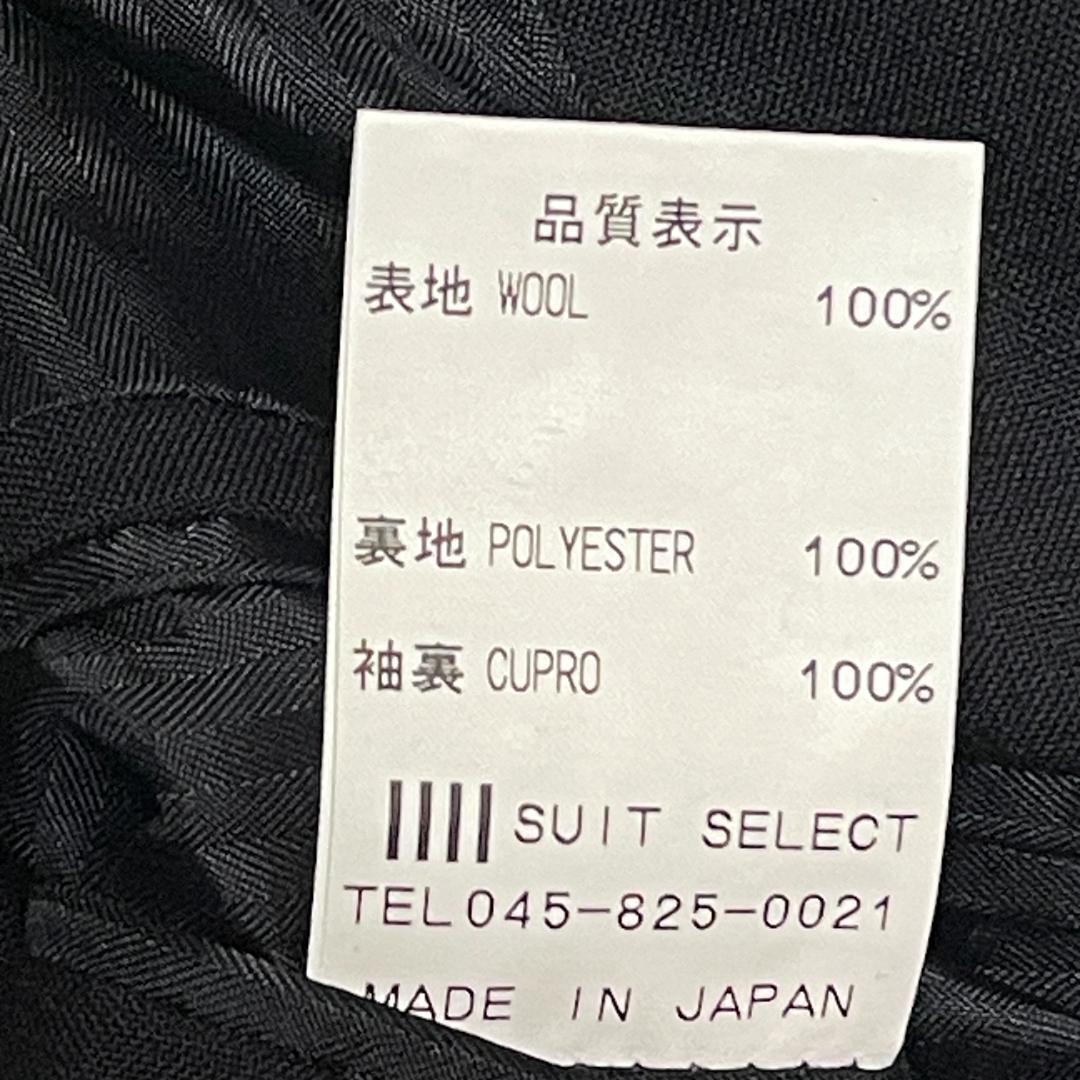 品質表示
表地 WOOL 100%
裏地 POLYESTER 100%
袖裏 CUPRO 100%
SUIT SELECT
TEL045-825-0021
MADE IN JAPAN